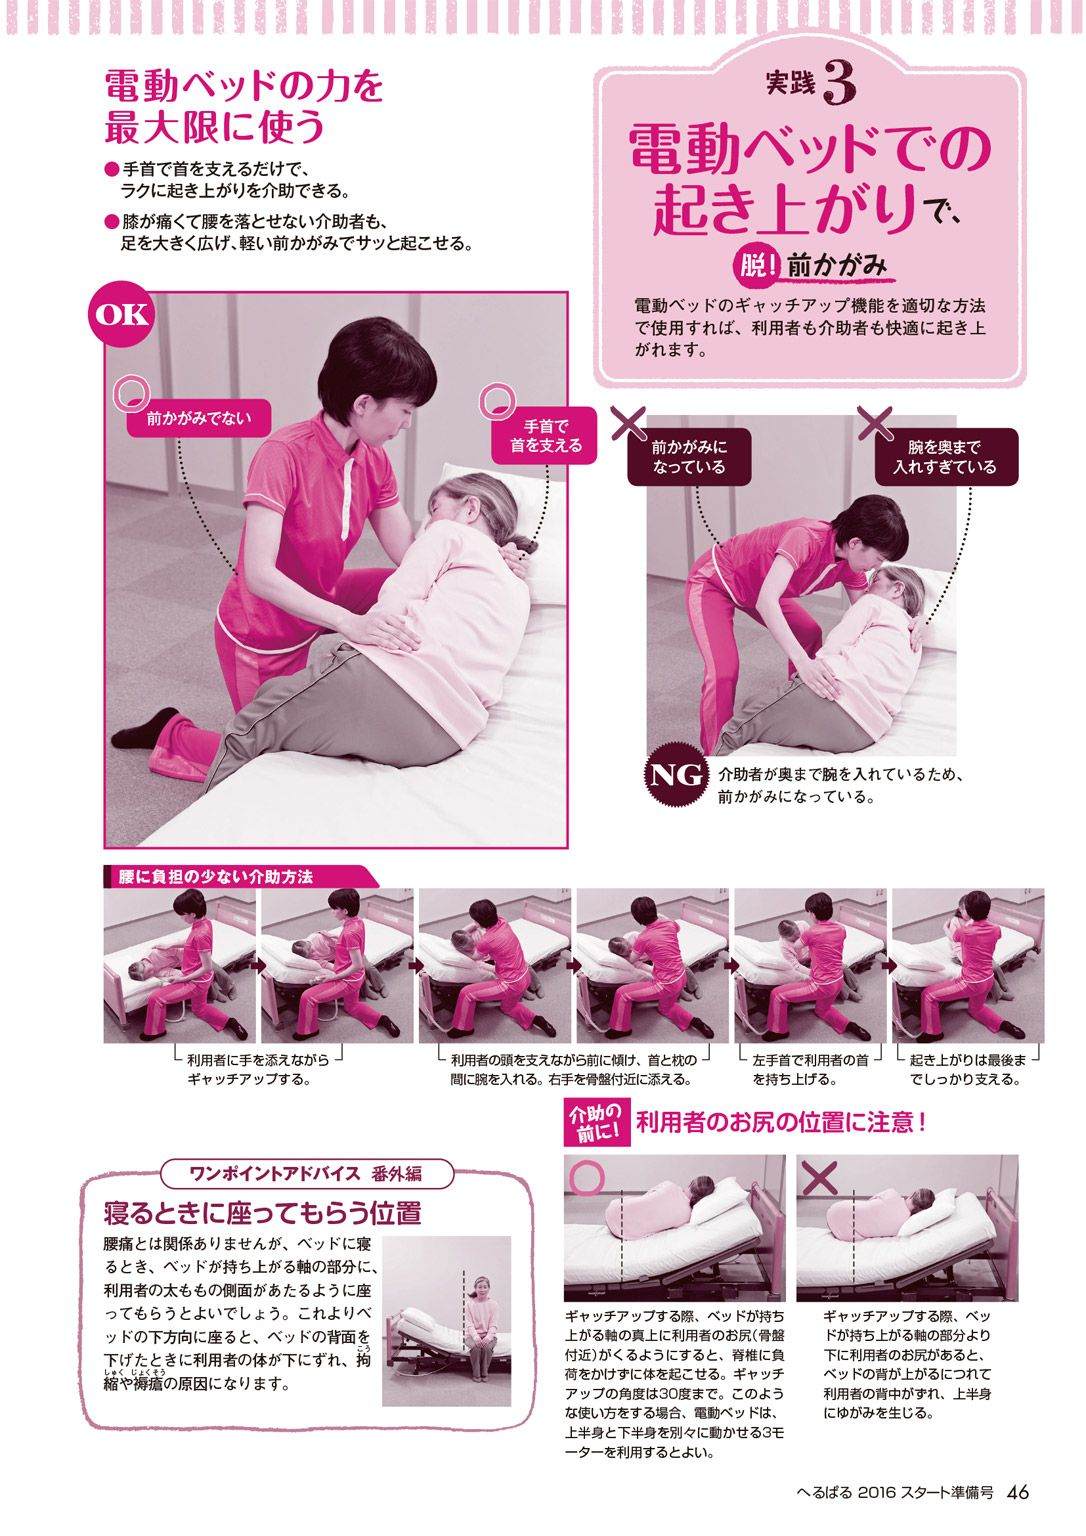 電動ベッドの力を
最大限に使う
●手首で首を支えるだけで、
ラクに起き上がりを介助できる。
●膝が痛くて腰を落とせない介助者も、
足を大きく広げ、軽い前かがみでサッと起こせる。
実践3
電動ベッドでの
起き上がりで、
脱！前かがみ
電動ベッドのギャッチアップ機能を適切な方法
で使用すれば、利用者も介助者も快適に起き上
がれます。
OK
前かがみでない
手首で
首を支える
前かがみに
なっている
腕を奥まで
入れすぎている
NG
介助者が奥まで腕を入れているため、
前かがみになっている。
腰に負担の少ない介助方法
利用者に手を添えながら
ギャッチアップする。
利用者の頭を支えながら前に傾け、首と枕の
間に腕を入れる。右手を骨盤付近に添える。
左手首で利用者の首
を持ち上げる。
起き上がりは最後ま
でしっかり支える。
介助の
前に！
利用者のお尻の位置に注意！
ギャッチアップする際、ベッドが持ち
上がる軸の真上に利用者のお尻（骨盤
付近）がくるようにすると、脊椎に負
荷をかけずに体を起こせる。ギャッチ
アップの角度は30度まで。このよう
な使い方をする場合、電動ベッドは、
上半身と下半身を別々に動かせる3モ
ーターを利用するとよい。
ギャッチアップする際、ベッ
ドが持ち上がる軸の部分より
下に利用者のお尻があると、
ベッドの背が上がるにつれて
利用者の背中がずれ、上半身
にゆがみを生じる。
ワンポイントアドバイス 番外編
寝るときに座ってもらう位置
腰痛とは関係ありませんが、ベッドに寝
るとき、ベッドが持ち上がる軸の部分に、
利用者の太ももの側面があたるように座
ってもらうとよいでしょう。これよりベ
ッドの下方向に座ると、ベッドの背面を
下げたときに利用者の体が下にずれ、拘
こう
縮や褥瘡の原因になります。
しゅく じょくそう
へるぱる 2016 スタート準備号 46